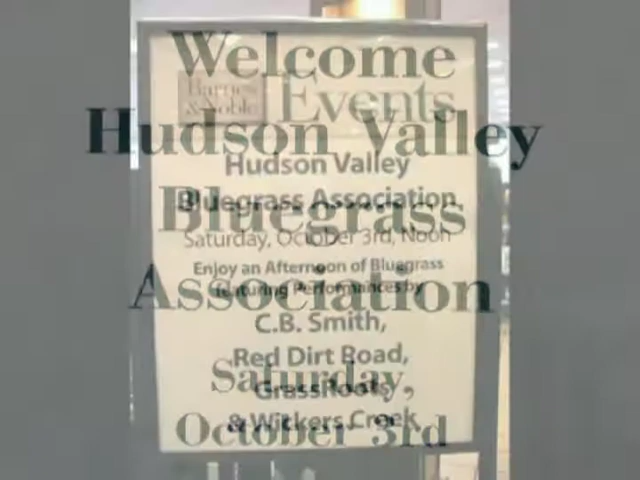 Welcome
Barnes
& Noble
Events
Hudson Valley
Hudson Valley
Bluegrass Association
Bluegrass
Saturday, October 3rd, Noon
Enjoy an Afternoon of Bluegrass
Association
featuring Performances by
C.B. Smith,
Red Dirt Road,
Saturday,
GrassRoots
& Wickers Creek
October 3rd